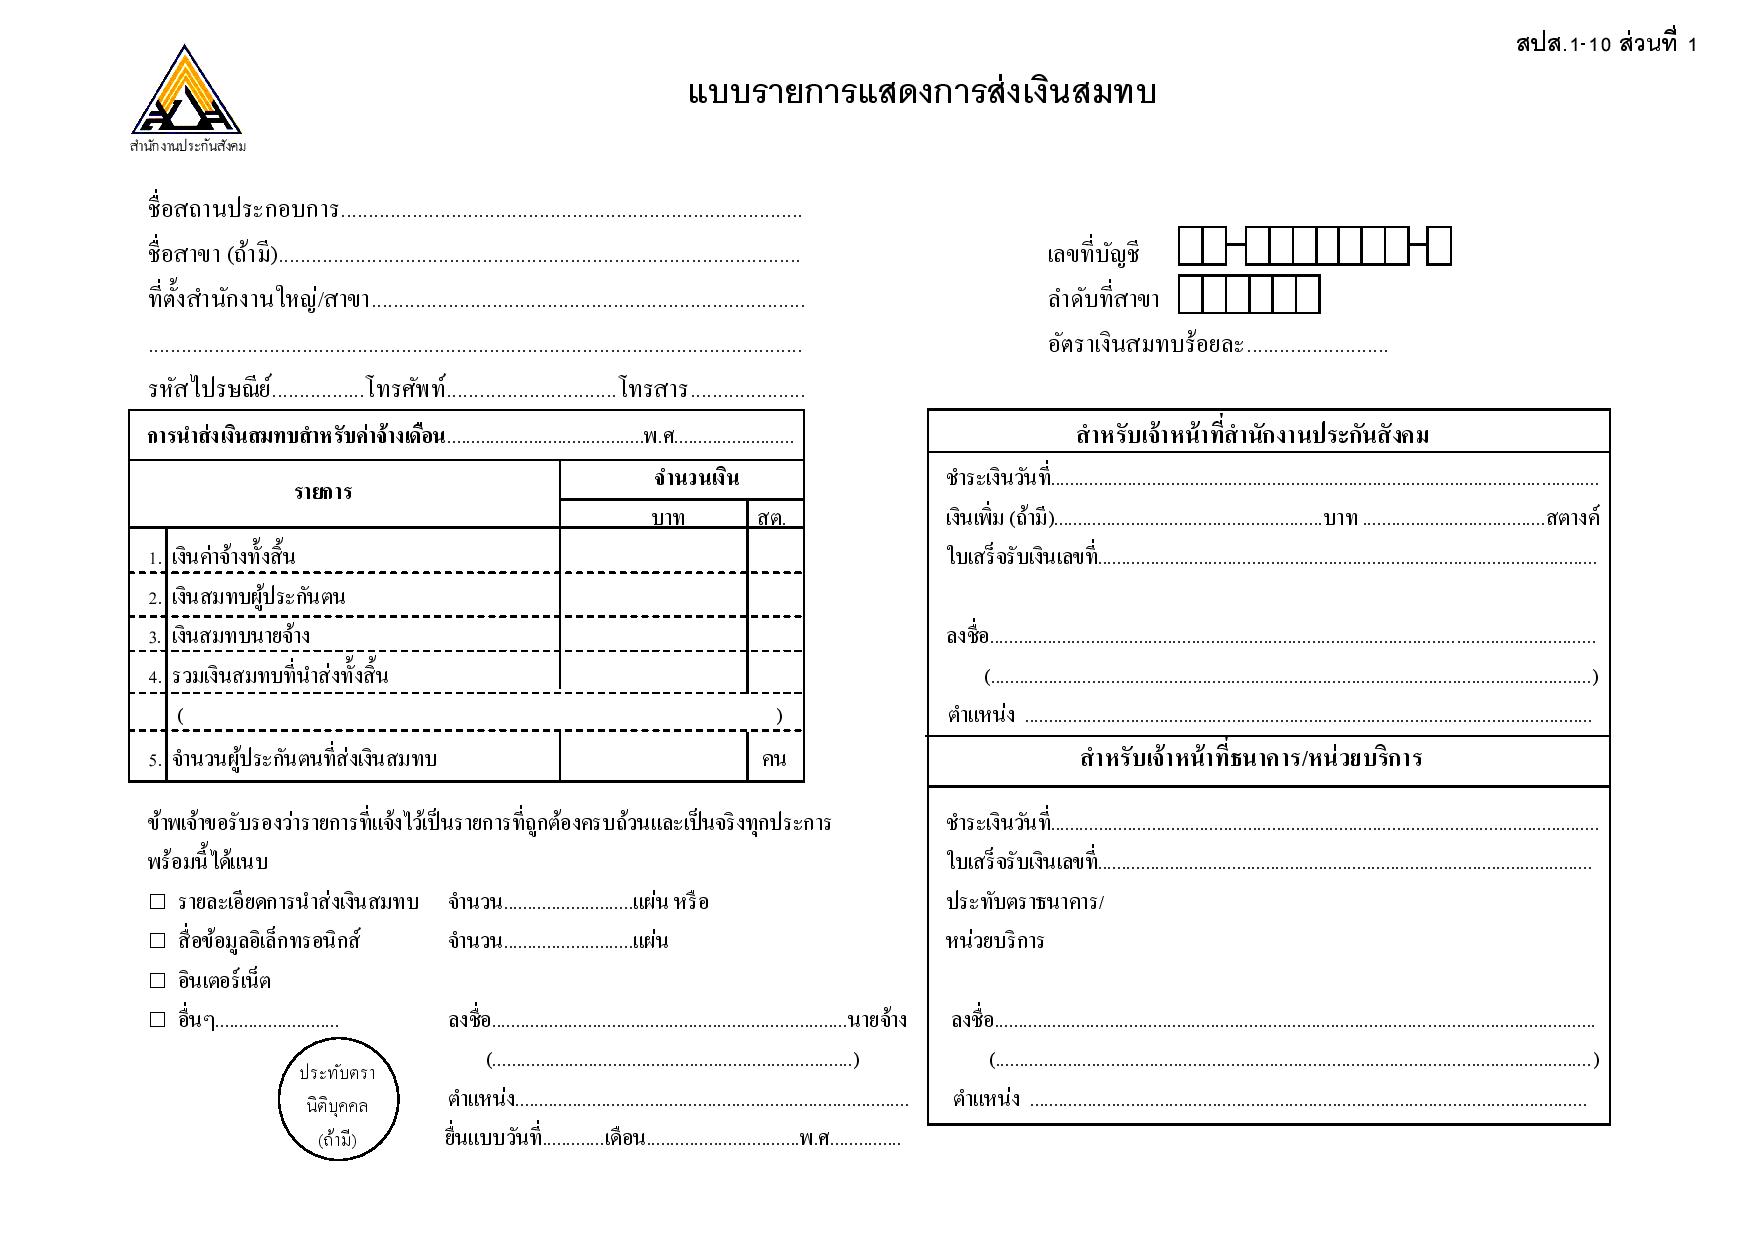 สปส.1-10 ส่วนที่ 1
แบบรายการแสดงการส่งเงินสมทบ
สำนักงานประกันสังคม
ชื่อสถานประกอบการ....................................................................................
ชื่อสาขา (ถ้ามี)...............................................................................................
ที่ตั้งสำนักงานใหญ่/สาขา...............................................................................
.......................................................................................................................
รหัสไปรษณีย์.................โทรศัพท์...............................โทรสาร.....................
เลขที่บัญชี
ลำดับที่สาขา
อัตราเงินสมทบร้อยละ..........................
การนำส่งเงินสมทบสำหรับค่าจ้างเดือน.........................................พ.ศ.........................
รายการ
จำนวนเงิน
บาท สต.
1. เงินค่าจ้างทั้งสิ้น
2. เงินสมทบผู้ประกันตน
3. เงินสมทบนายจ้าง
4. รวมเงินสมทบที่นำส่งทั้งสิ้น
( )
5. จำนวนผู้ประกันตนที่ส่งเงินสมทบ คน
ข้าพเจ้าขอรับรองว่ารายการที่แจ้งไว้เป็นรายการที่ถูกต้องครบถ้วนและเป็นจริงทุกประการ
พร้อมนี้ได้แนบ
☐ รายละเอียดการนำส่งเงินสมทบ จำนวน...........................แผ่น หรือ
☐ สื่อข้อมูลอิเล็กทรอนิกส์ จำนวน...........................แผ่น
☐ อินเตอร์เน็ต
☐ อื่นๆ..........................
ลงชื่อ..........................................................................นายจ้าง
(...........................................................................)
ตำแหน่ง..................................................................................
ยื่นแบบวันที่.............เดือน................................พ.ศ...............
ประทับตรา
นิติบุคคล
(ถ้ามี)
สำหรับเจ้าหน้าที่สำนักงานประกันสังคม
ชำระเงินวันที่..................................................................................................................
เงินเพิ่ม (ถ้ามี)........................................................บาท ......................................สตางค์
ใบเสร็จรับเงินเลขที่........................................................................................................
ลงชื่อ..............................................................................................................................
(.............................................................................................................................)
ตำแหน่ง ......................................................................................................................
สำหรับเจ้าหน้าที่ธนาคาร/หน่วยบริการ
ชำระเงินวันที่..................................................................................................................
ใบเสร็จรับเงินเลขที่.......................................................................................................
ประทับตราธนาคาร/
หน่วยบริการ
ลงชื่อ.............................................................................................................................
(............................................................................................................................)
ตำแหน่ง ....................................................................................................................